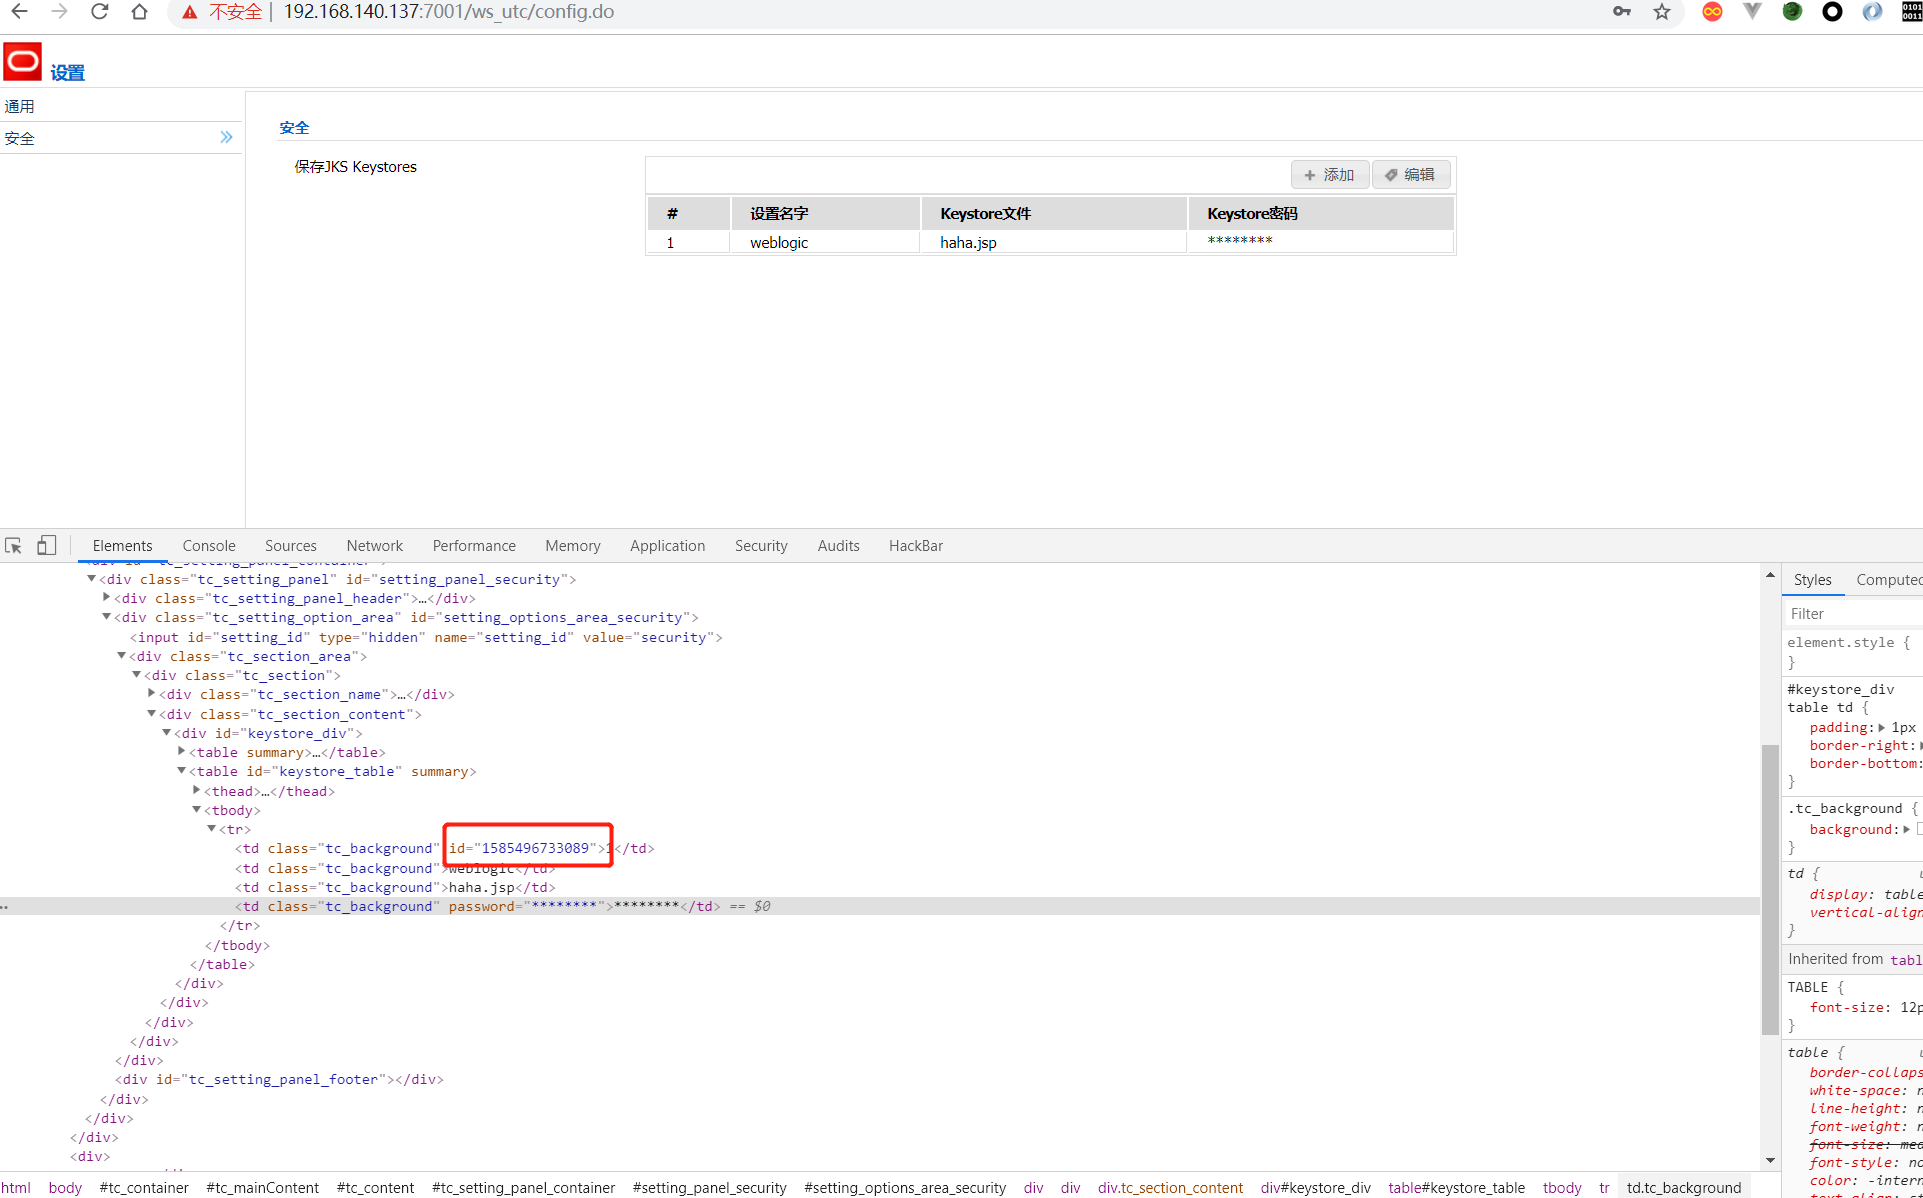 不安全 | 192.168.140.137:7001/ws_utc/config.do
设置
通用
安全
安全
保存JKS Keystores
添加 编辑
# 设置名字 Keystore文件 Keystore密码
1 weblogic haha.jsp ********
Elements Console Sources Network Performance Memory Application Security Audits HackBar
<div class="tc_setting_panel" id="setting_panel_security">
<div class="tc_setting_panel_header">…</div>
<div class="tc_setting_option_area" id="setting_options_area_security">
<input id="setting_id" type="hidden" name="setting_id" value="security">
<div class="tc_section_area">
<div class="tc_section">
<div class="tc_section_name">…</div>
<div class="tc_section_content">
<div id="keystore_div">
<table summary>…</table>
<table id="keystore_table" summary>
<thead>…</thead>
<tbody>
<tr>
<td class="tc_background" id="1585496733089">1</td>
<td class="tc_background">weblogic</td>
<td class="tc_background">haha.jsp</td>
<td class="tc_background" password="********">********</td> == $0
</tr>
</tbody>
</table>
</div>
</div>
</div>
</div>
</div>
<div id="tc_setting_panel_footer"></div>
</div>
</div>
</div>
<div>
Styles Computed
Filter
element.style {
}
#keystore_div
table td {
padding: 1px
border-right:
border-bottom:
}
.tc_background {
background:
}
td {
display: table
vertical-align
}
Inherited from tabl
TABLE {
font-size: 12p
}
table {
border-collaps
white-space: n
line-height: n
font-weight: n
font-size: med
font-style: no
color: -intern
text-align:
html body #tc_container #tc_mainContent #tc_content #tc_setting_panel_container #setting_panel_security #setting_options_area_security div div div.tc_section_content div#keystore_div table#keystore_table tbody tr td.tc_background